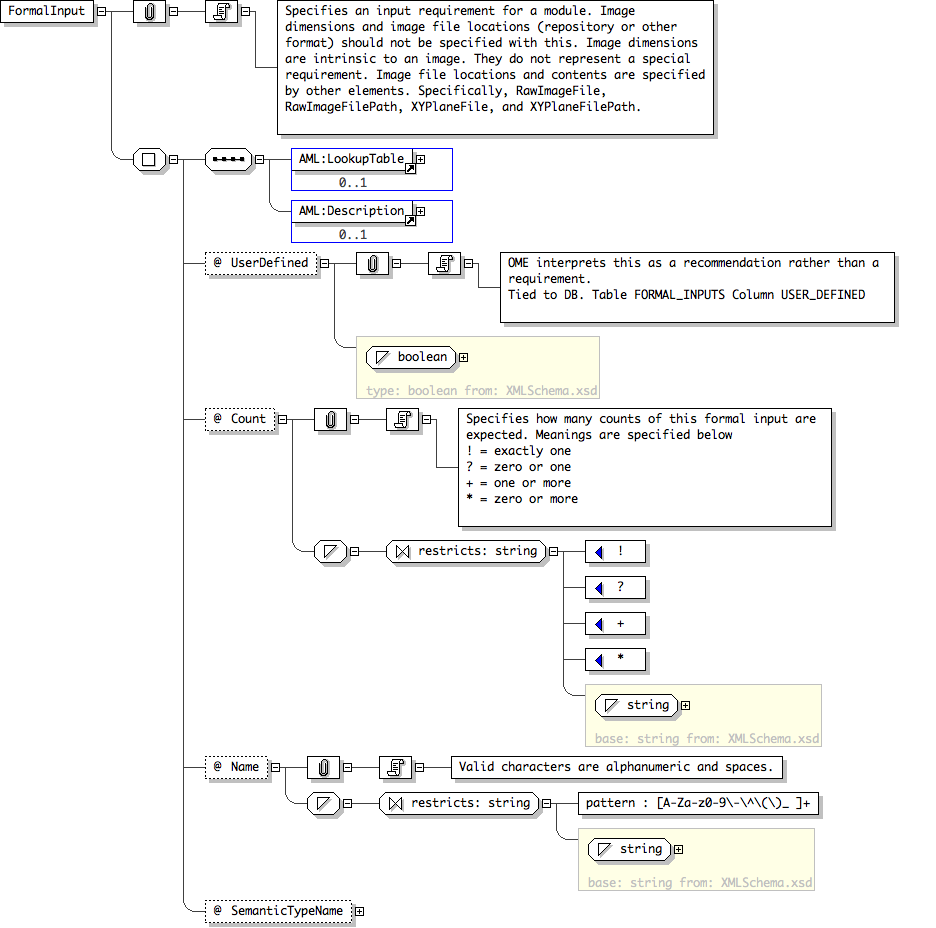 FormalInput
Specifies an input requirement for a module. Image
dimensions and image file locations (repository or other
format) should not be specified with this. Image dimensions
are intrinsic to an image. They do not represent a special
requirement. Image file locations and contents are specified
by other elements. Specifically, RawImageFile,
RawImageFilePath, XYPlaneFile, and XYPlaneFilePath.
AML:LookupTable
0..1
AML:Description
0..1
@ UserDefined
OME interprets this as a recommendation rather than a
requirement.
Tied to DB. Table FORMAL_INPUTS Column USER_DEFINED
boolean
type: boolean from: XMLSchema.xsd
@ Count
Specifies how many counts of this formal input are
expected. Meanings are specified below
! = exactly one
? = zero or one
+ = one or more
* = zero or more
restricts: string
!
?
+
*
string
base: string from: XMLSchema.xsd
@ Name
Valid characters are alphanumeric and spaces.
restricts: string
pattern : [A-Za-z0-9\-\^\(\)_ ]+
string
base: string from: XMLSchema.xsd
@ SemanticTypeName